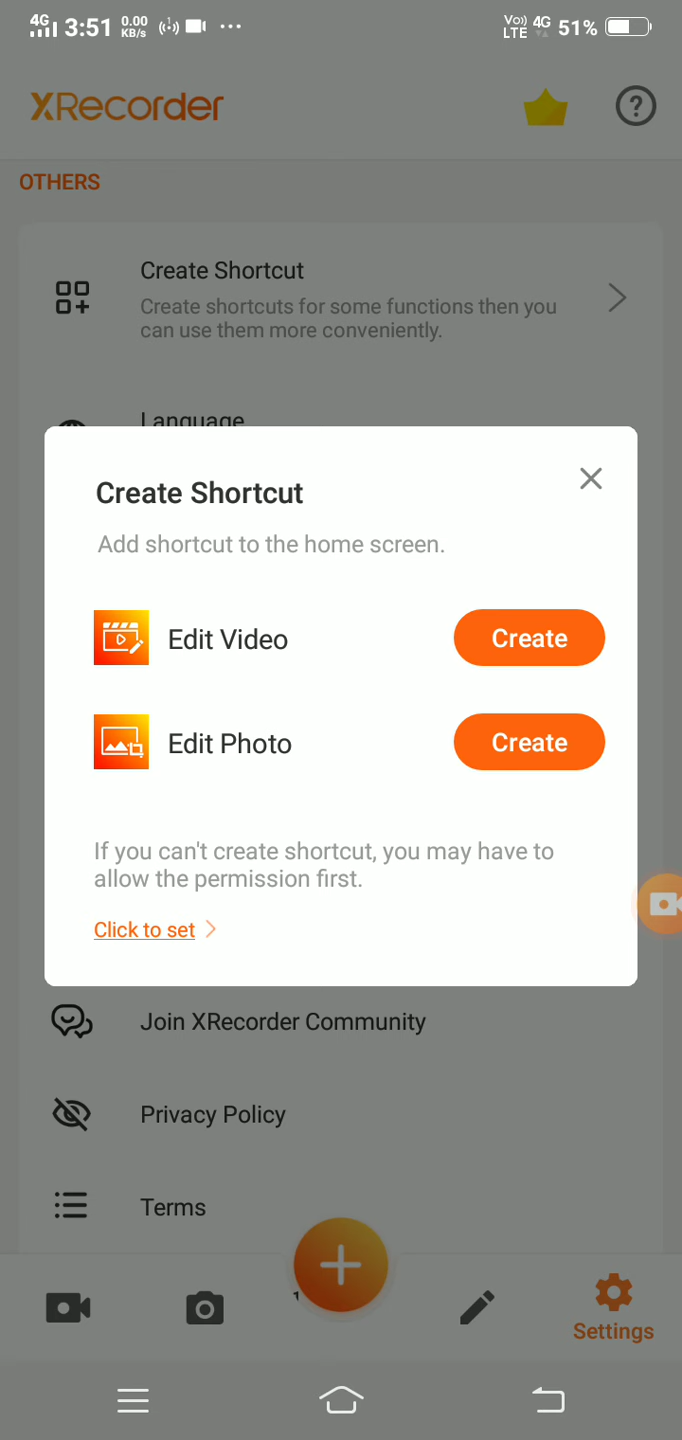 4G 3:51 0.00 KB/s Vo)) LTE 4G 51%
XRecorder
OTHERS
Create Shortcut
Create shortcuts for some functions then you
can use them more conveniently.
Language
Create Shortcut
Add shortcut to the home screen.
Edit Video Create
Edit Photo Create
If you can't create shortcut, you may have to
allow the permission first.
Click to set
Join XRecorder Community
Privacy Policy
Terms
Settings